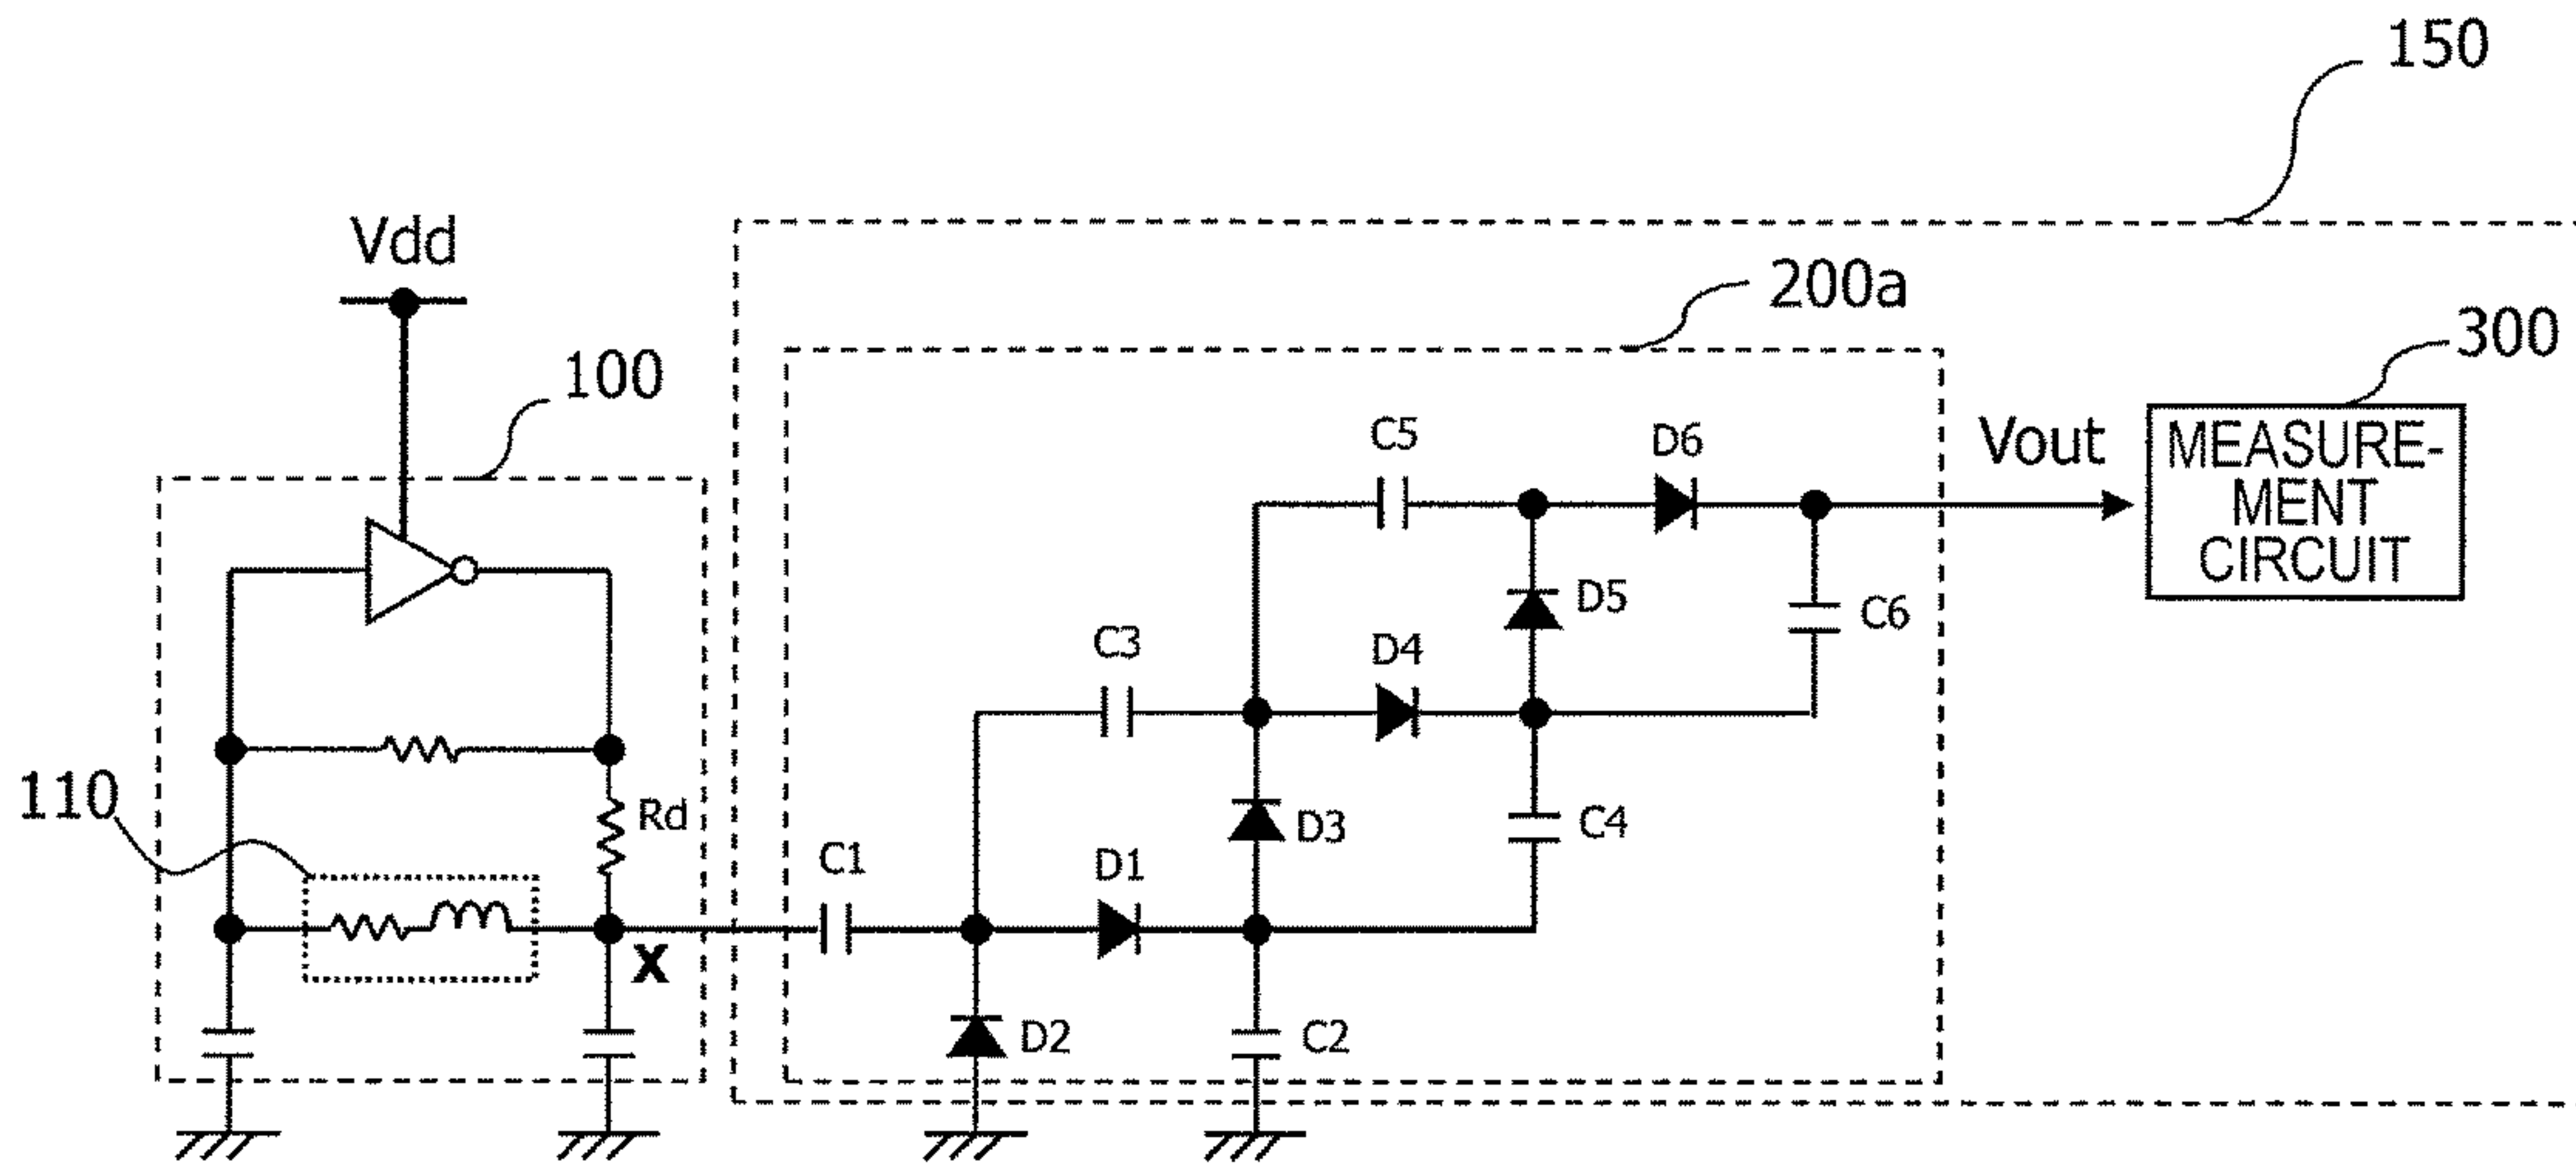 150
Vdd
200a
300
100
C5
D6
Vout
MEASURE-
MENT
CIRCUIT
D5
C6
C3
D4
110
Rd
D3
C4
C1
D1
X
D2
C2